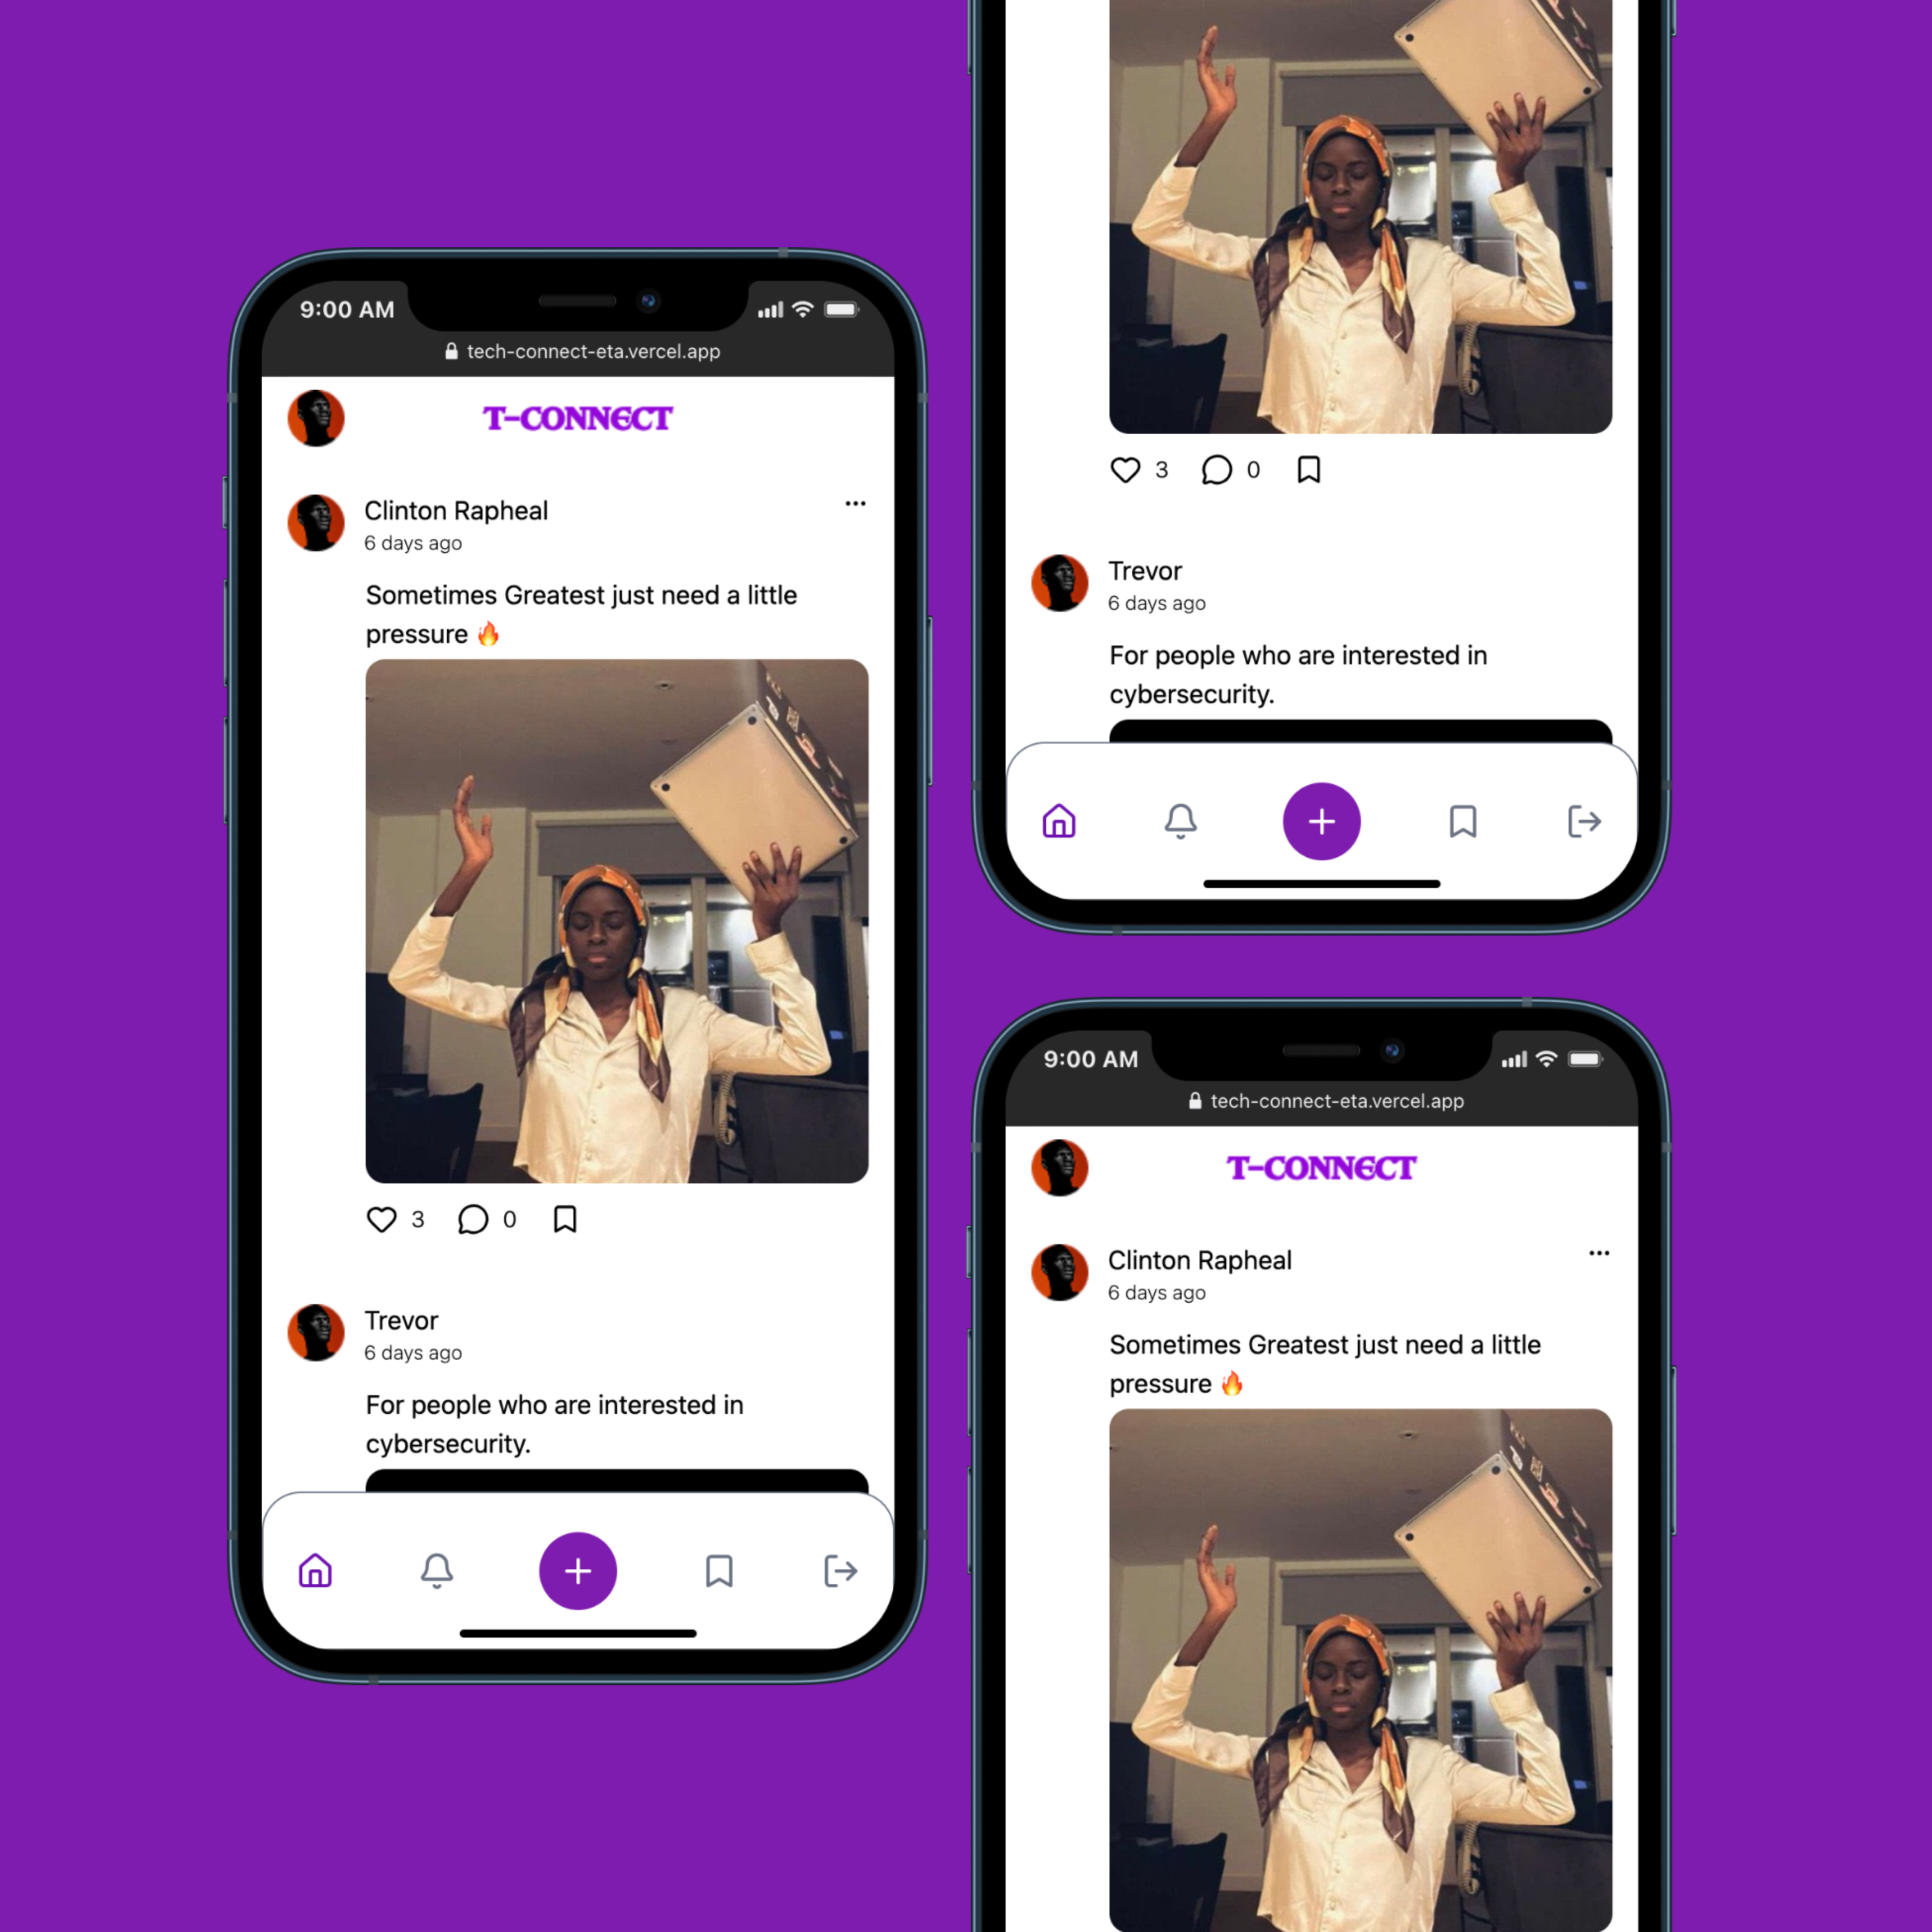 9:00 AM
tech-connect-eta.vercel.app
T-CONNECT
Clinton Rapheal
6 days ago
Sometimes Greatest just need a little
pressure 🔥
3 0
Trevor
6 days ago
For people who are interested in
cybersecurity.
3 0
Trevor
6 days ago
For people who are interested in
cybersecurity.
9:00 AM
tech-connect-eta.vercel.app
T-CONNECT
Clinton Rapheal
6 days ago
Sometimes Greatest just need a little
pressure 🔥